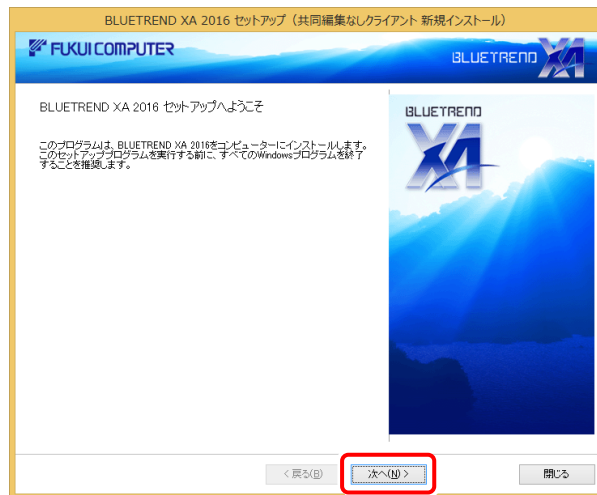 BLUETREND XA 2016 セットアップ（共同編集なしクライアント 新規インストール）
FUKUI COMPUTER
BLUETREND XA
BLUETREND XA 2016 セットアップへようこそ
このプログラムは、BLUETREND XA 2016をコンピューターにインストールします。
このセットアッププログラムを実行する前に、すべてのWindowsプログラムを終了
することを推奨します。
BLUETREND
XA
< 戻る(B)
次へ(N) >
閉じる